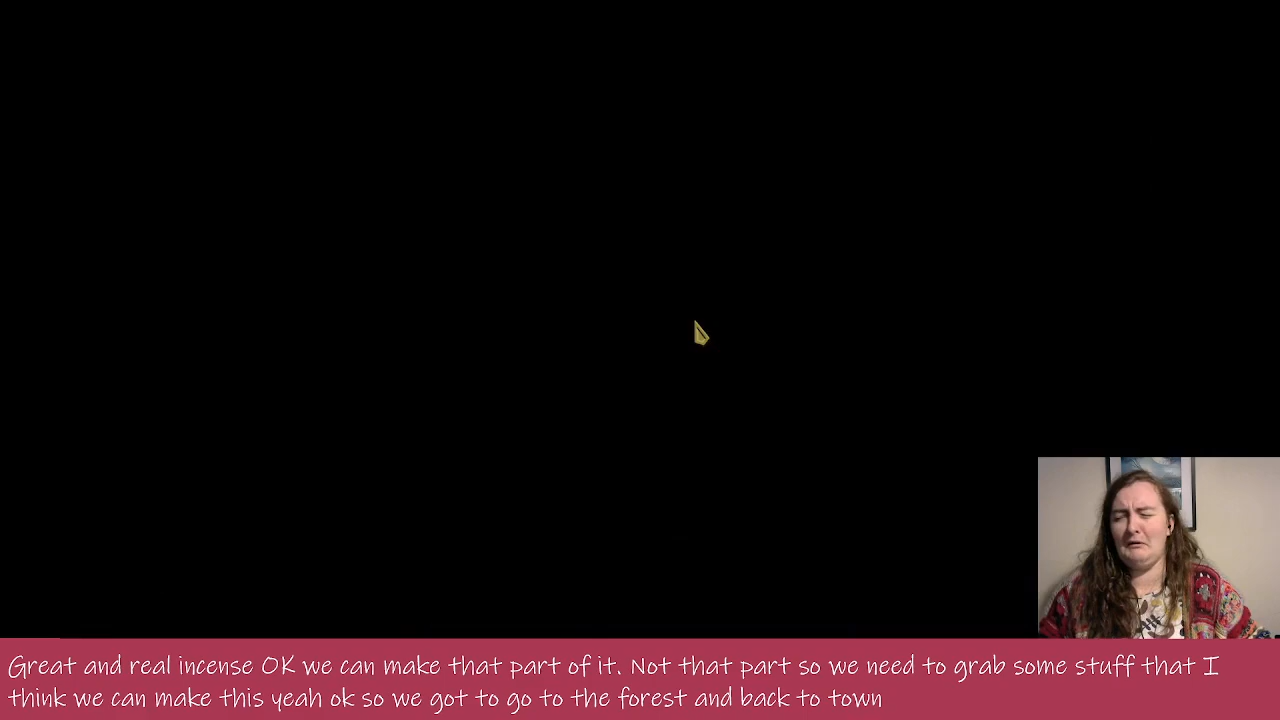 Great and real incense OK we can make that part of it. Not that part so we need to grab some stuff that I
think we can make this yeah ok so we got to go to the forest and back to town